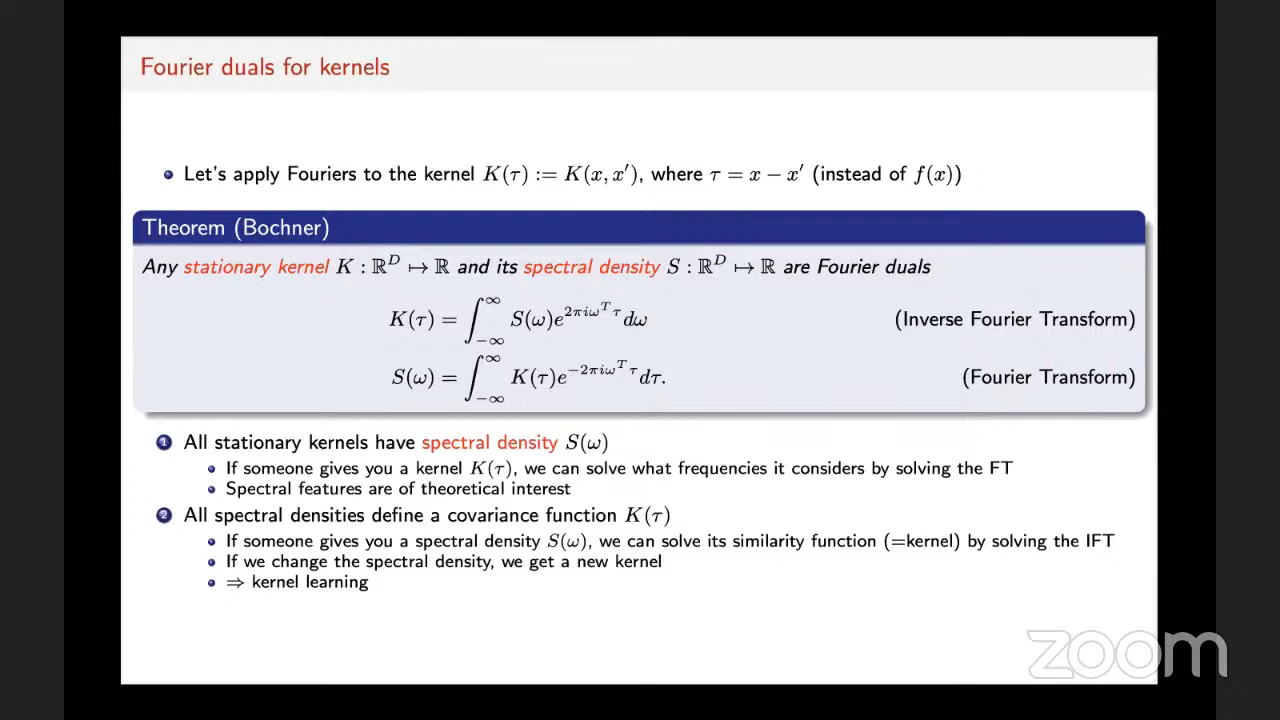 Fourier duals for kernels
Let's apply Fouriers to the kernel K(τ) := K(x, x′), where τ = x − x′ (instead of f(x))
Theorem (Bochner)
Any stationary kernel K : ℝ^D ↦ ℝ and its spectral density S : ℝ^D ↦ ℝ are Fourier duals
K(τ) = ∫_{−∞}^{∞} S(ω)e^{2πiω^T τ}dω (Inverse Fourier Transform)
S(ω) = ∫_{−∞}^{∞} K(τ)e^{−2πiω^T τ}dτ. (Fourier Transform)
1 All stationary kernels have spectral density S(ω)
If someone gives you a kernel K(τ), we can solve what frequencies it considers by solving the FT
Spectral features are of theoretical interest
2 All spectral densities define a covariance function K(τ)
If someone gives you a spectral density S(ω), we can solve its similarity function (=kernel) by solving the IFT
If we change the spectral density, we get a new kernel
⇒ kernel learning
zoom